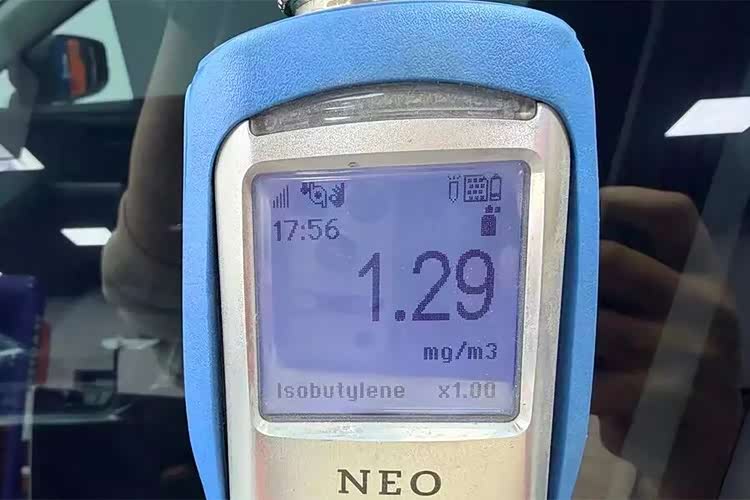 17:56
1.29
mg/m3
Isobutylene x1.00
NEO